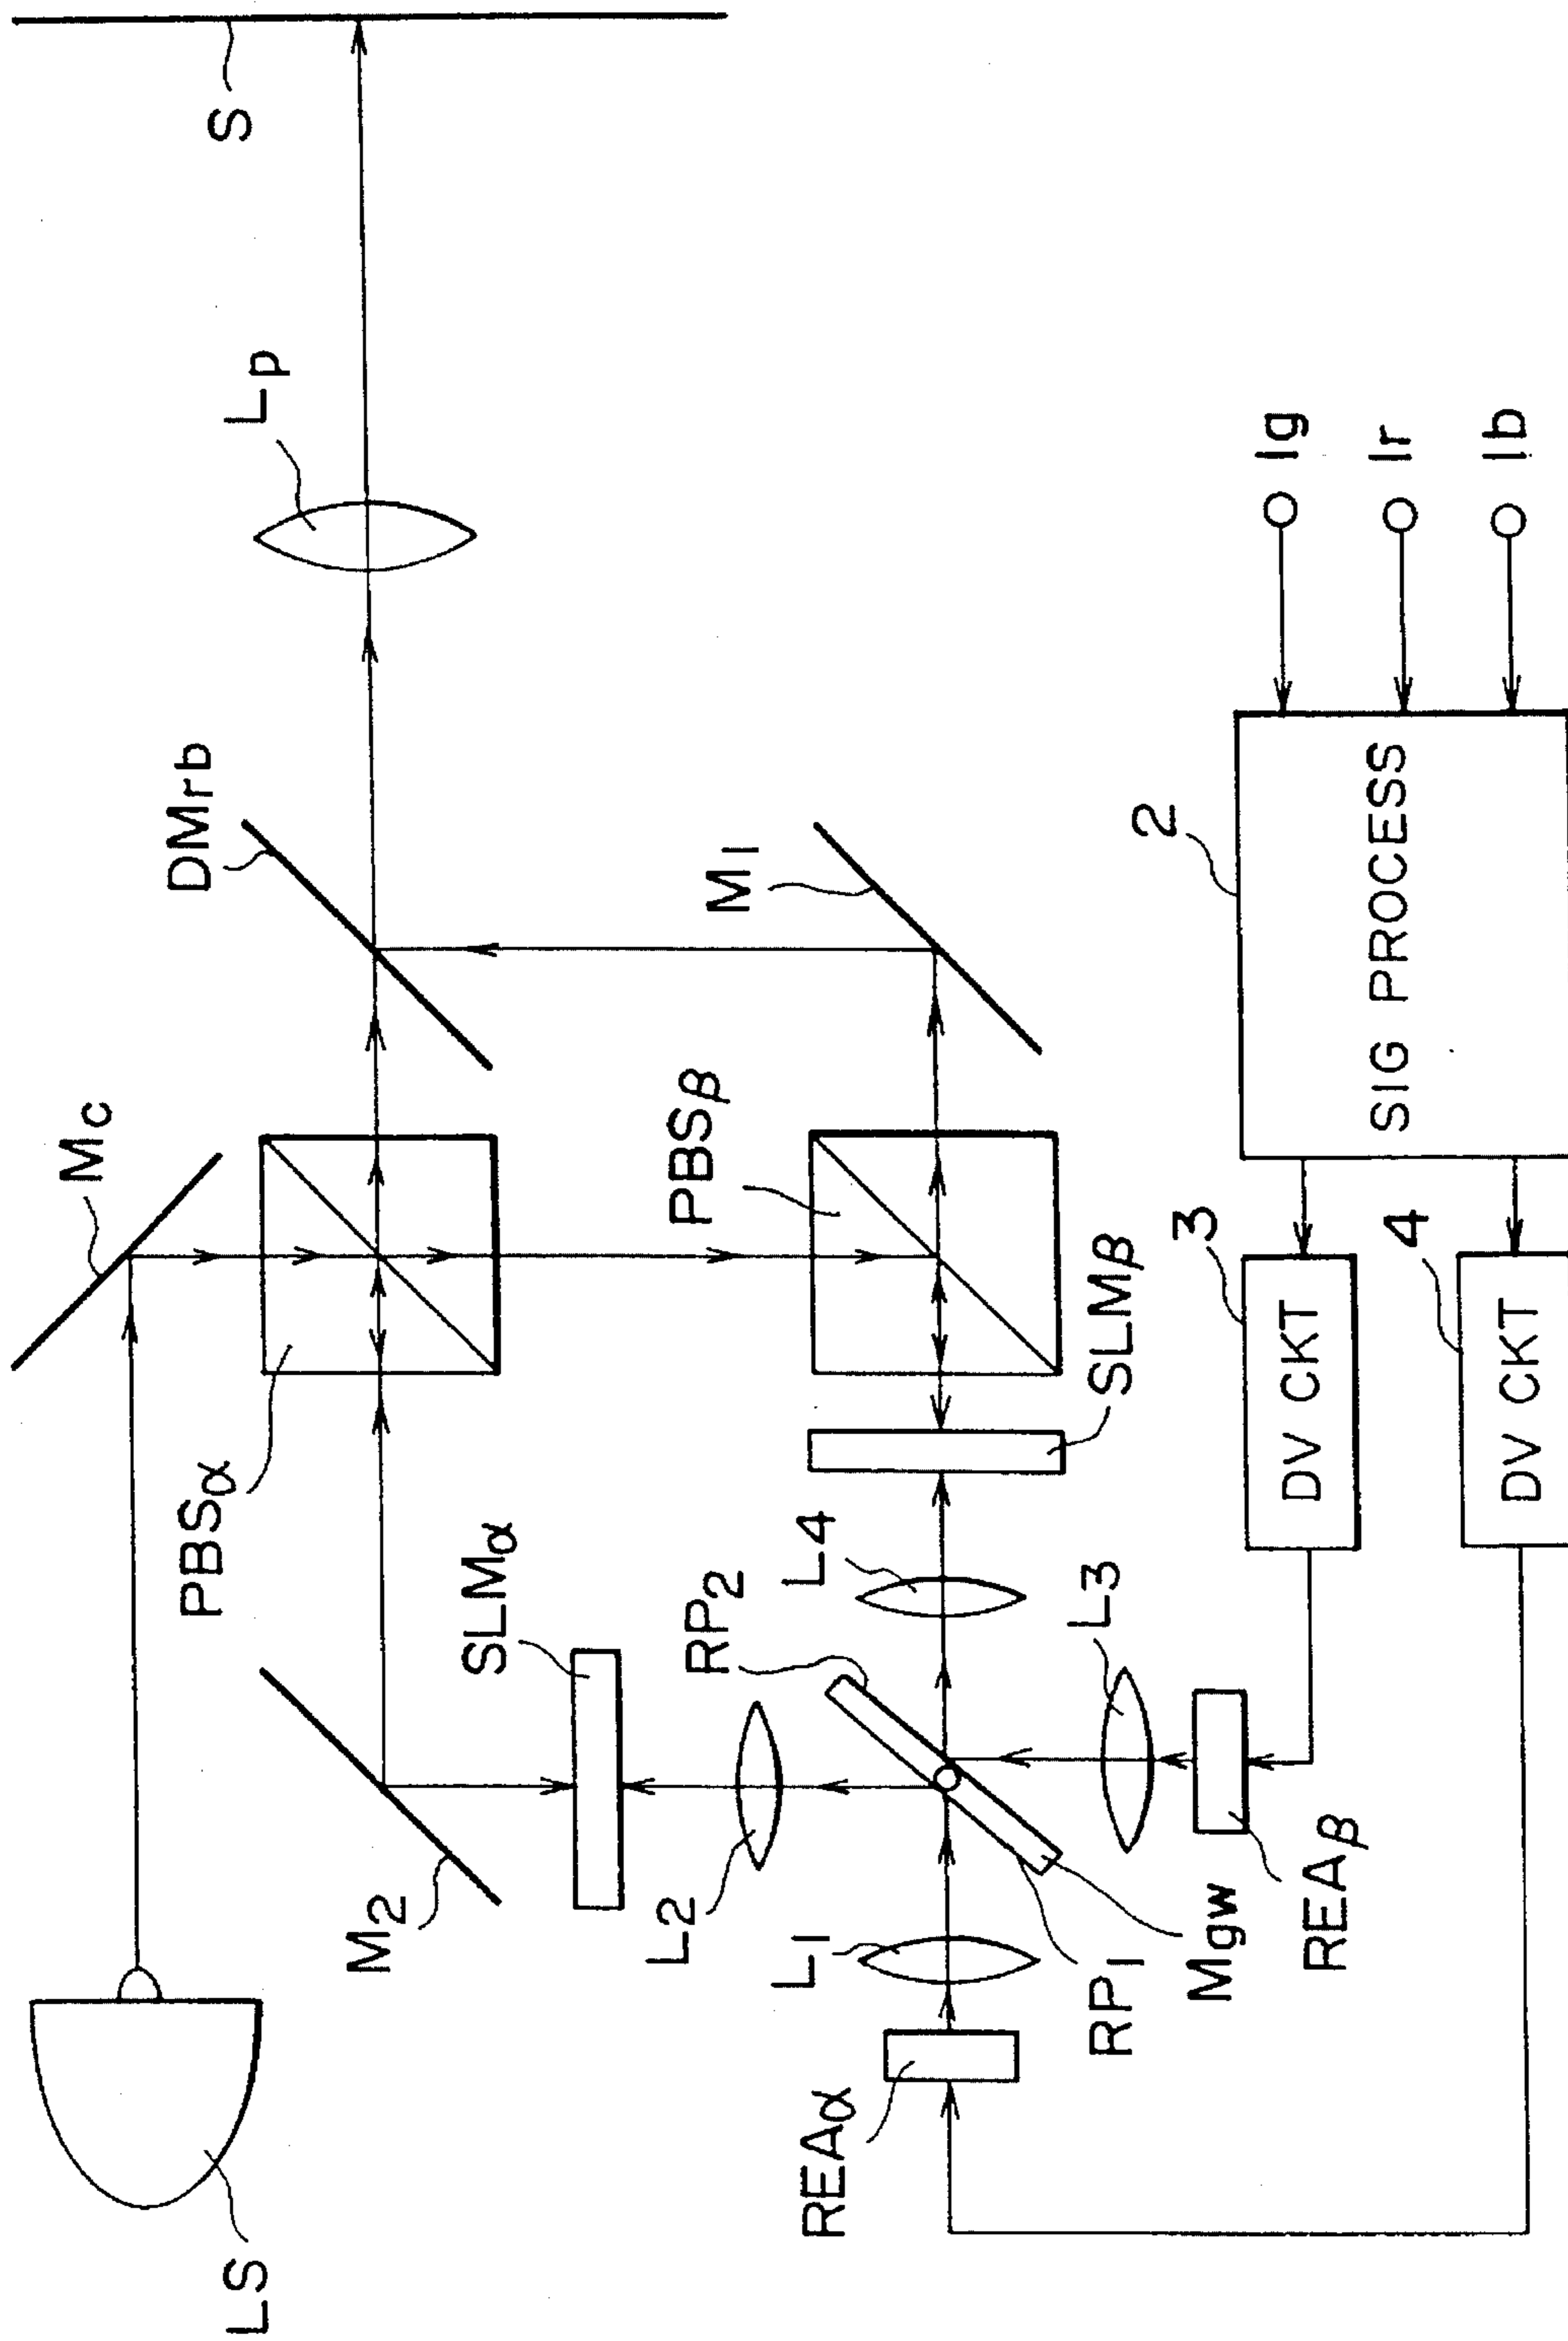 LS
Mc
PBSα
DMrb
Lp
S
M2
SLMα
L2
RP2
PBSβ
M1
REAα
L1
L4
SLMβ
RP1
Mgw
L3
REAβ
3
DV CKT
4
DV CKT
2
SIG PROCESS
Ig
Ir
Ib